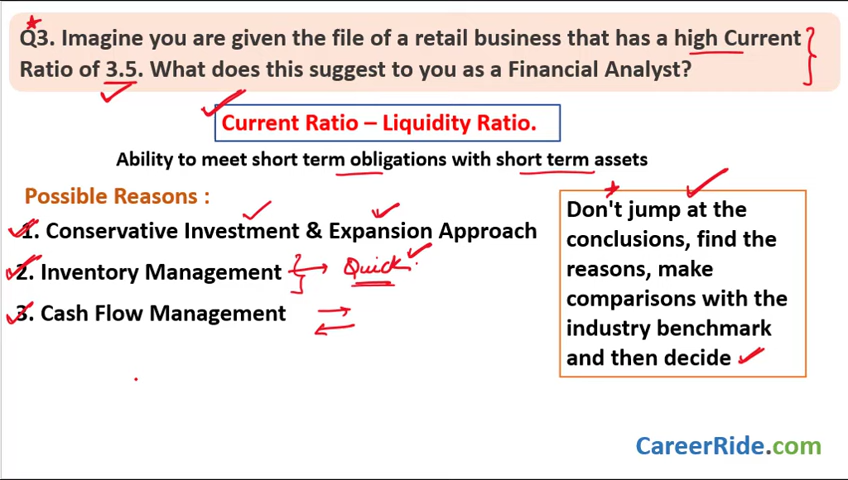 Q3. Imagine you are given the file of a retail business that has a high Current
Ratio of 3.5. What does this suggest to you as a Financial Analyst?
Current Ratio – Liquidity Ratio.
Ability to meet short term obligations with short term assets
Possible Reasons :
1. Conservative Investment & Expansion Approach
2. Inventory Management
Quick
3. Cash Flow Management
Don't jump at the
conclusions, find the
reasons, make
comparisons with the
industry benchmark
and then decide
CareerRide.com